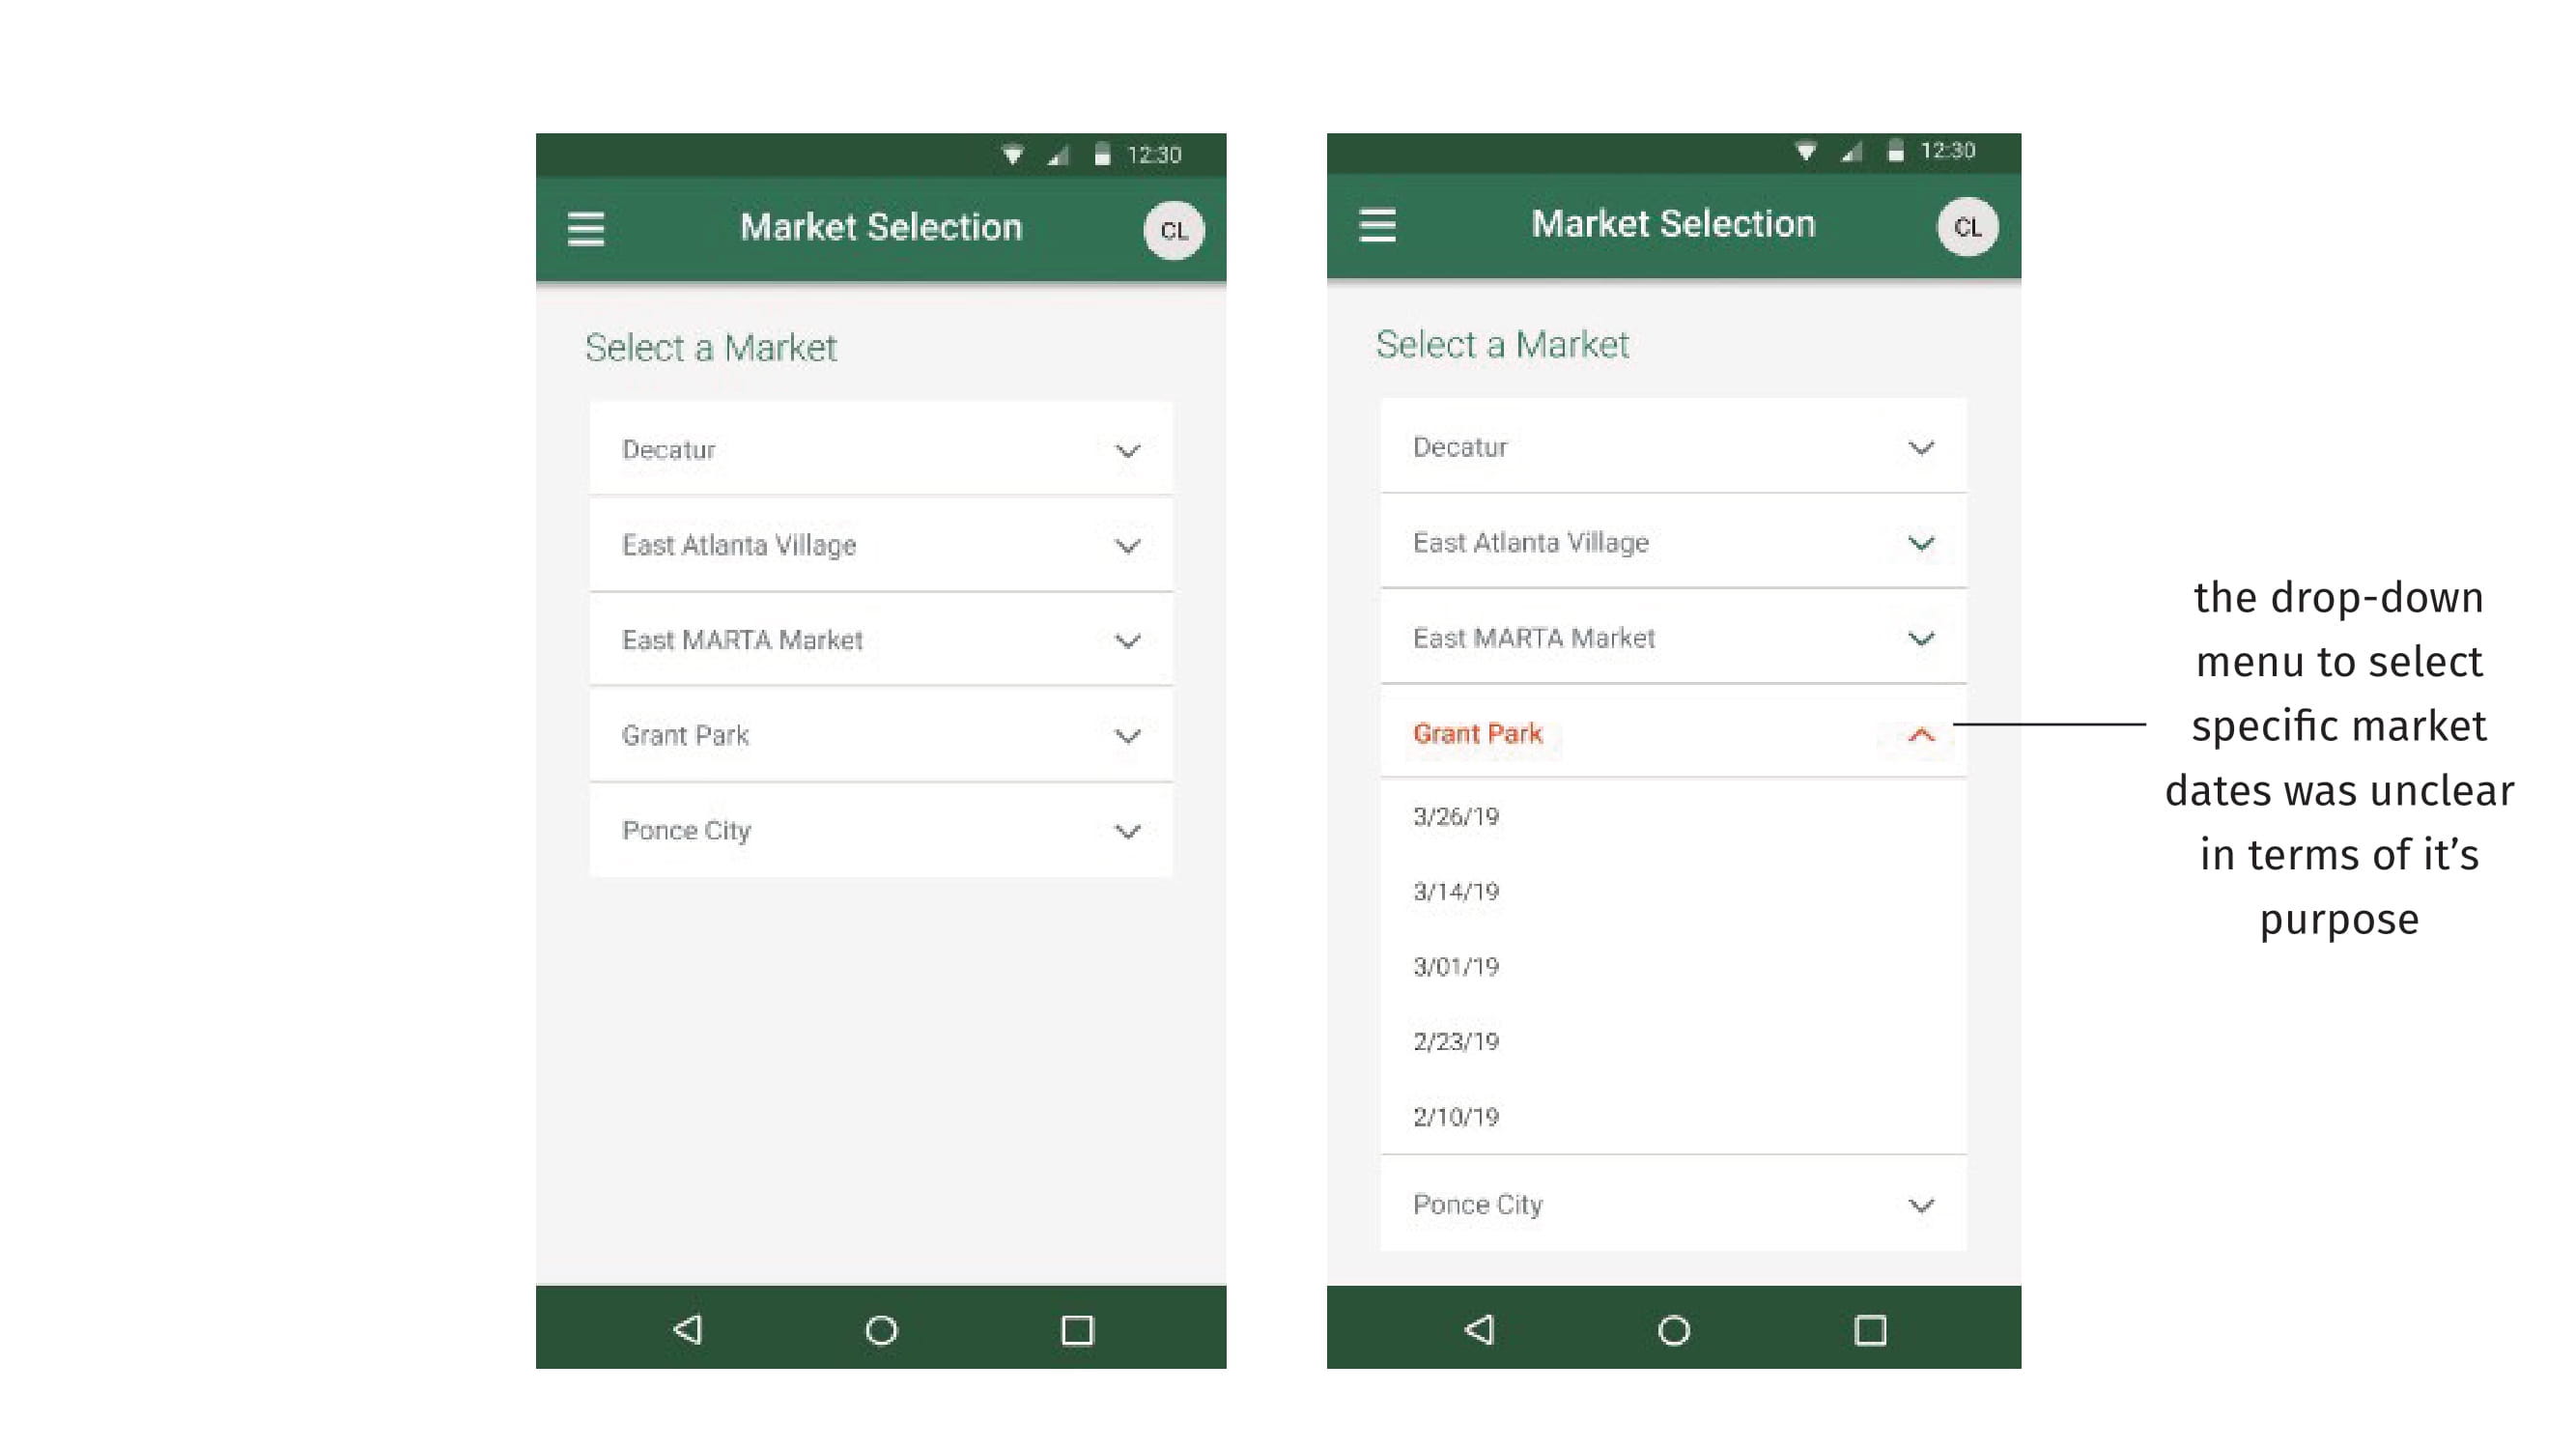 12:30
Market Selection
CL
Select a Market
Decatur
East Atlanta Village
East MARTA Market
Grant Park
Ponce City
12:30
Market Selection
CL
Select a Market
Decatur
East Atlanta Village
East MARTA Market
Grant Park
3/26/19
3/14/19
3/01/19
2/23/19
2/10/19
Ponce City
the drop-down
menu to select
specific market
dates was unclear
in terms of it’s
purpose